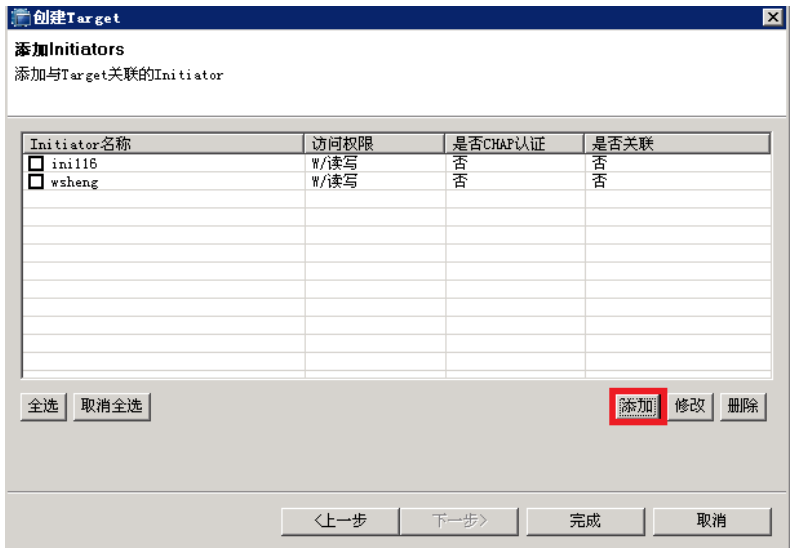 创建Target
添加Initiators
添加与Target关联的Initiator
Initiator名称 访问权限 是否CHAP认证 是否关联
ini116 W/读写 否 否
wsheng W/读写 否 否
全选 取消全选 添加 修改 删除
<上一步 下一步> 完成 取消